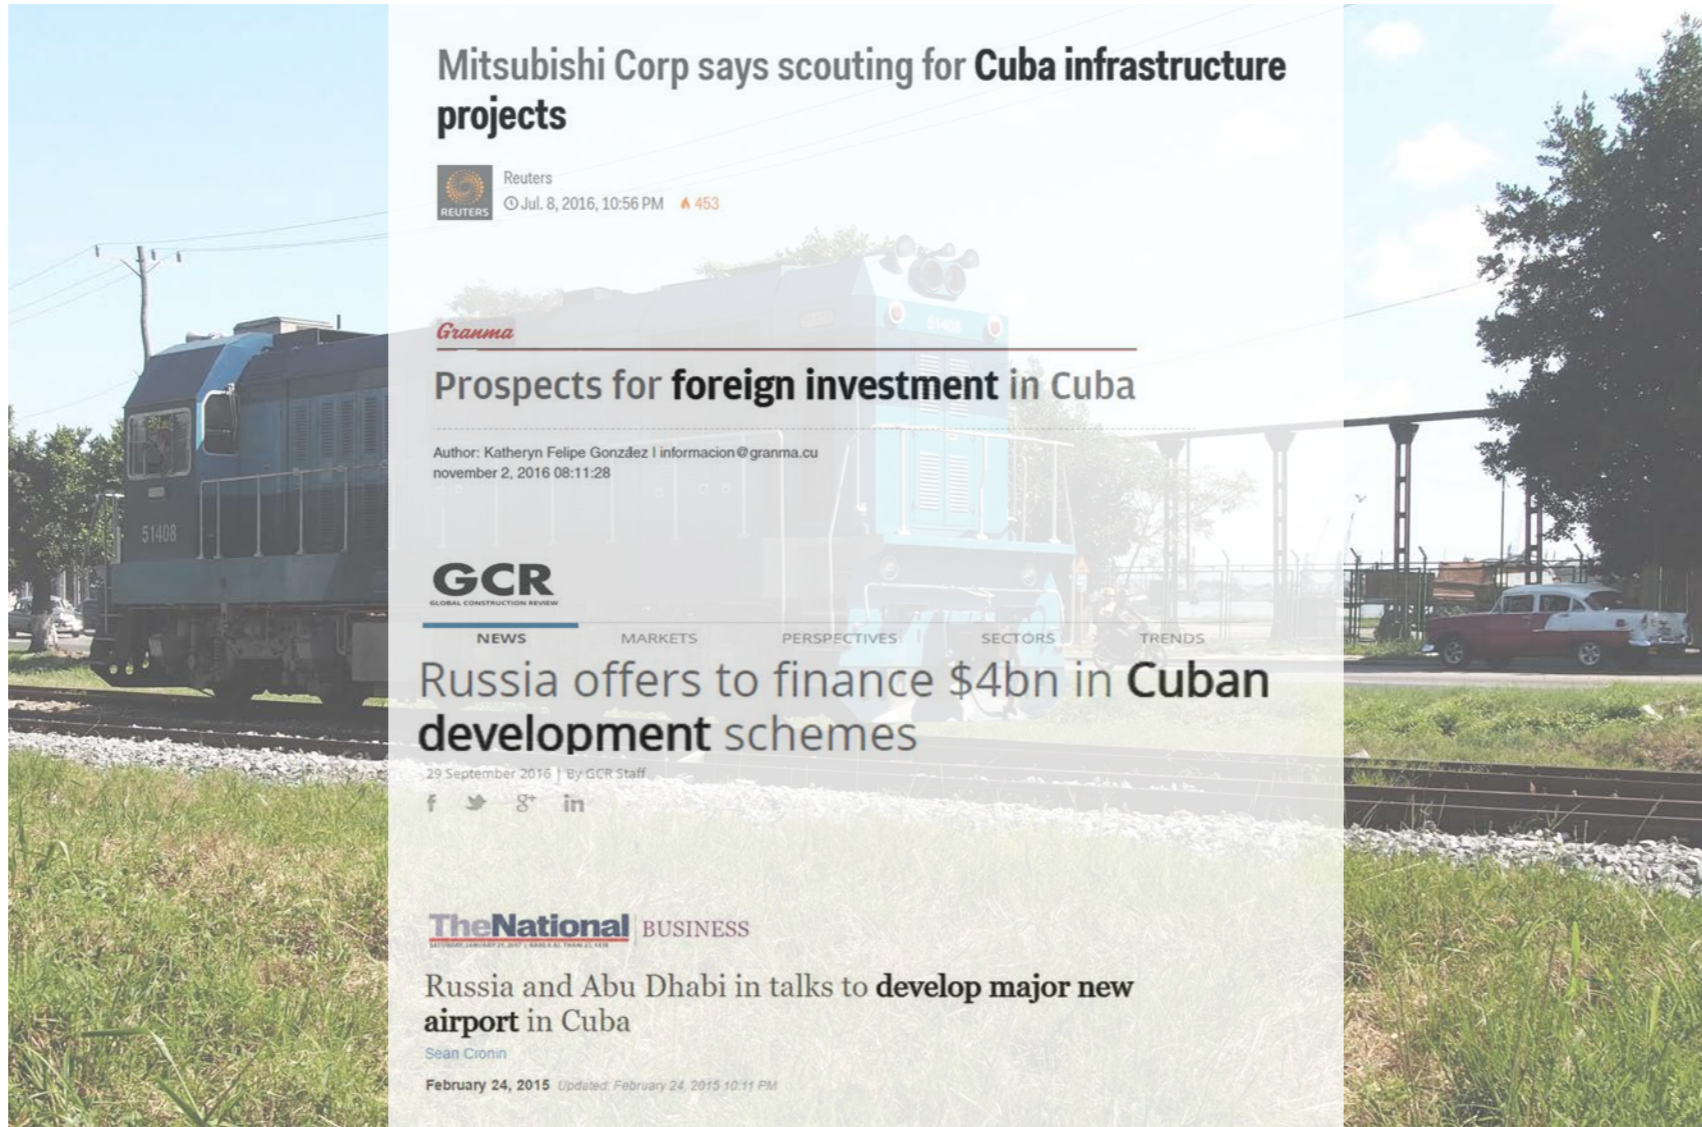 Mitsubishi Corp says scouting for Cuba infrastructure
projects
REUTERS
Reuters
Jul. 8, 2016, 10:56 PM 453
51408
Granma
Prospects for foreign investment in Cuba
Author: Katheryn Felipe González | informacion@granma.cu
november 2, 2016 08:11:28
51408
GCR
GLOBAL CONSTRUCTION REVIEW
NEWS MARKETS PERSPECTIVES SECTORS TRENDS
Russia offers to finance $4bn in Cuban
development schemes
29 September 2016 | By GCR Staff
f g+ in
TheNational BUSINESS
Russia and Abu Dhabi in talks to develop major new
airport in Cuba
Sean Cronin
February 24, 2015 Updated: February 24, 2015 10:11 PM